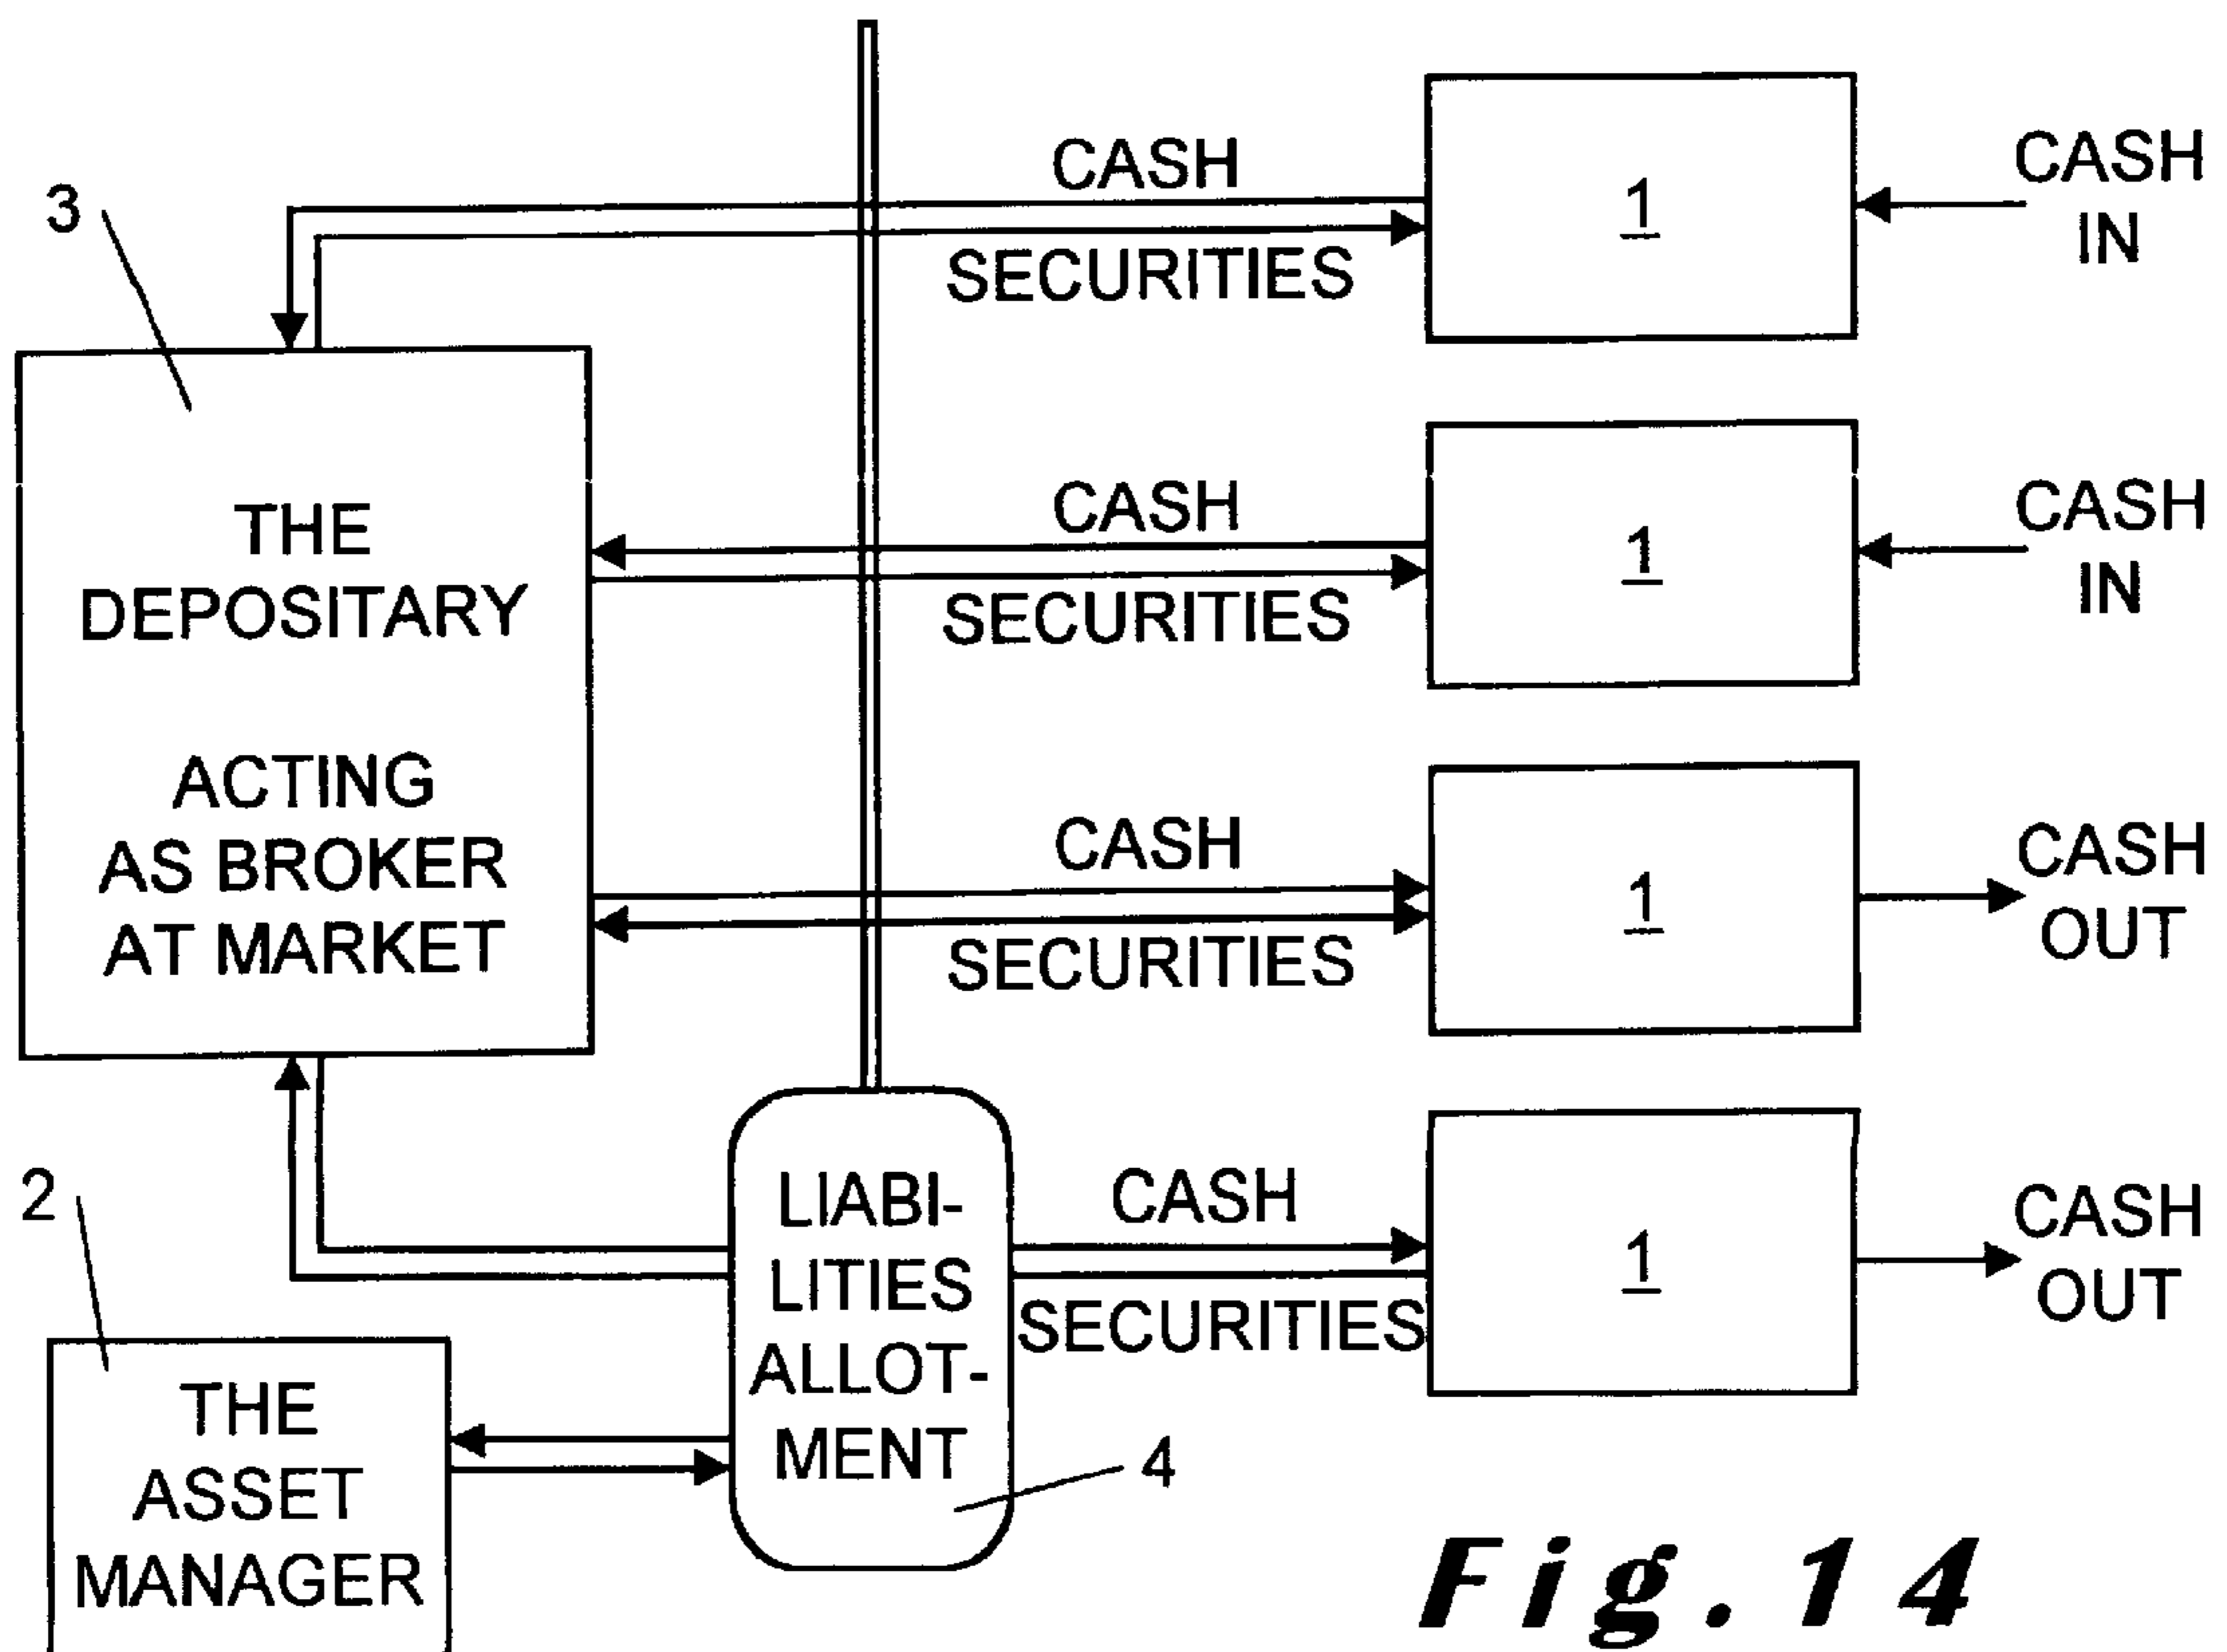 CASH
SECURITIES
1
CASH
IN
3
THE
DEPOSITARY
ACTING
AS BROKER
AT MARKET
CASH
SECURITIES
1
CASH
IN
CASH
SECURITIES
1
CASH
OUT
2
THE
ASSET
MANAGER
LIABI-
LITIES
ALLOT-
MENT
4
CASH
SECURITIES
1
CASH
OUT
Fig. 14